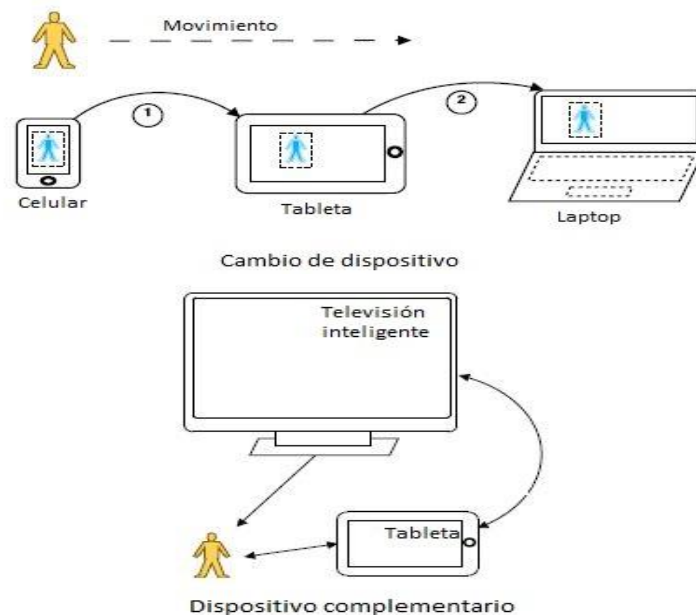 Movimiento
1
2
Celular
Tableta
Laptop
Cambio de dispositivo
Televisión
inteligente
Tableta
Dispositivo complementario